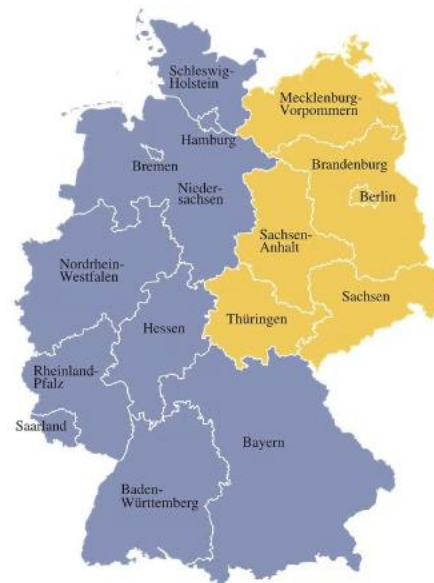 Schleswig-
Holstein
Mecklenburg-
Vorpommern
Hamburg
Bremen
Brandenburg
Berlin
Nieder-
sachsen
Sachsen-
Anhalt
Nordrhein-
Westfalen
Sachsen
Thüringen
Hessen
Rheinland-
Pfalz
Saarland
Bayern
Baden-
Württemberg